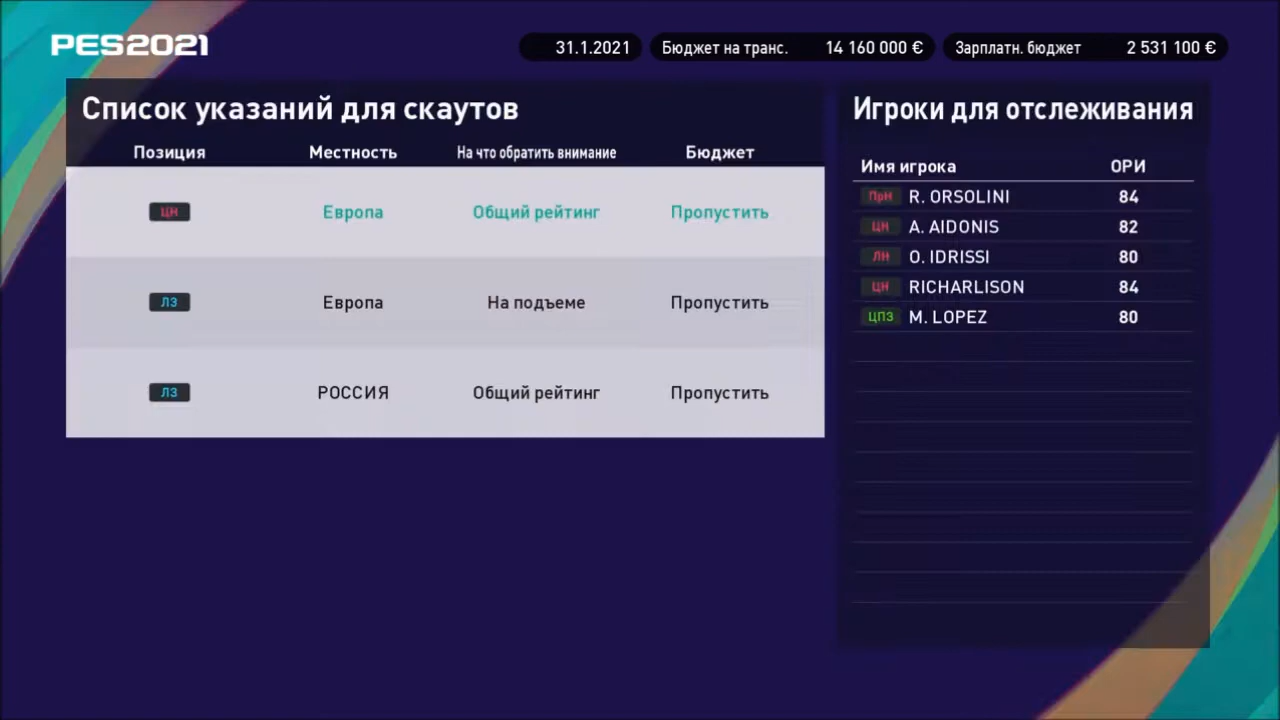 PES2021
31.1.2021 Бюджет на транс. 14 160 000 € Зарплатн. бюджет 2 531 100 €
Список указаний для скаутов
Позиция Местность На что обратить внимание Бюджет
ЦН Европа Общий рейтинг Пропустить
ЛЗ Европа На подъеме Пропустить
ЛЗ РОССИЯ Общий рейтинг Пропустить
Игроки для отслеживания
Имя игрока ОРИ
ПрН R. ORSOLINI 84
ЦН A. AIDONIS 82
ЛН O. IDRISSI 80
ЦН RICHARLISON 84
ЦПЗ M. LOPEZ 80